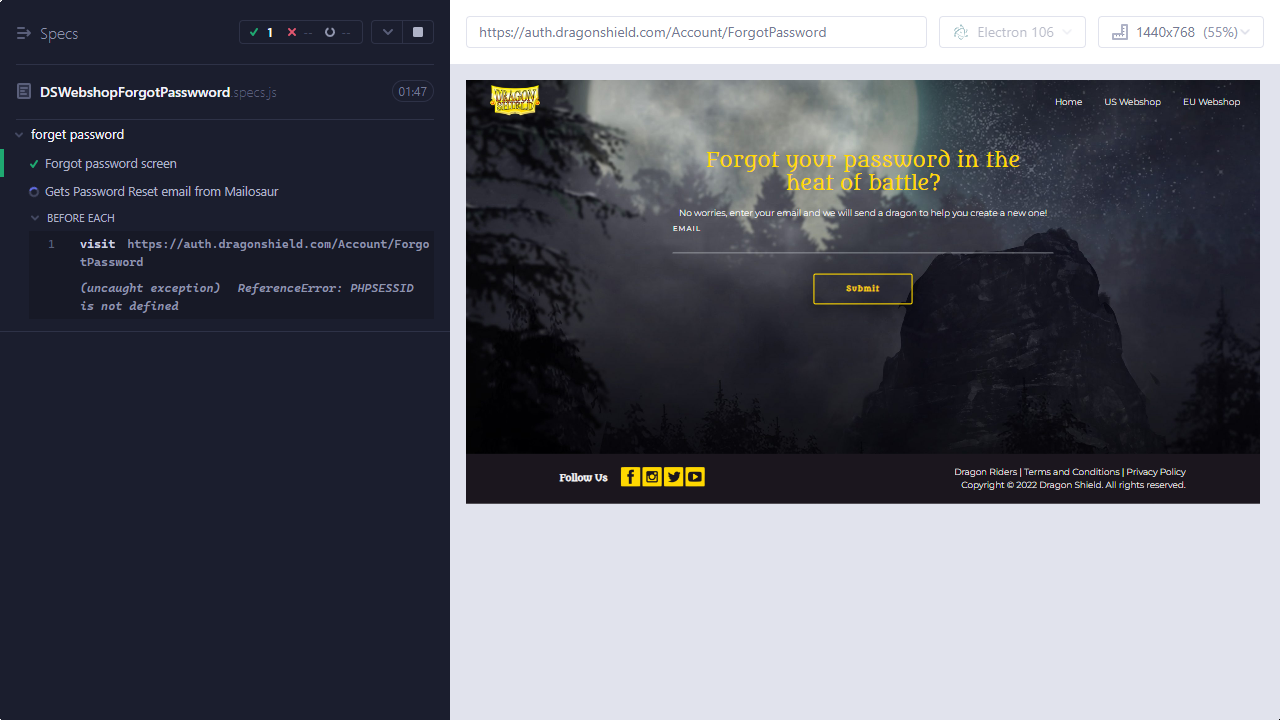 Specs
1
--
--
https://auth.dragonshield.com/Account/ForgotPassword
Electron 106
1440x768 (55%)
DSWebshopForgotPasswword.specs.js
01:47
forget password
Forgot password screen
Gets Password Reset email from Mailosaur
BEFORE EACH
1 visit https://auth.dragonshield.com/Account/Forgo
tPassword
(uncaught exception) ReferenceError: PHPSESSID
is not defined
DRAGON
SHIELD
Home US Webshop EU Webshop
Forgot your password in the
heat of battle?
No worries, enter your email and we will send a dragon to help you create a new one!
EMAIL
Submit
Follow Us
Dragon Riders | Terms and Conditions | Privacy Policy
Copyright © 2022 Dragon Shield. All rights reserved.